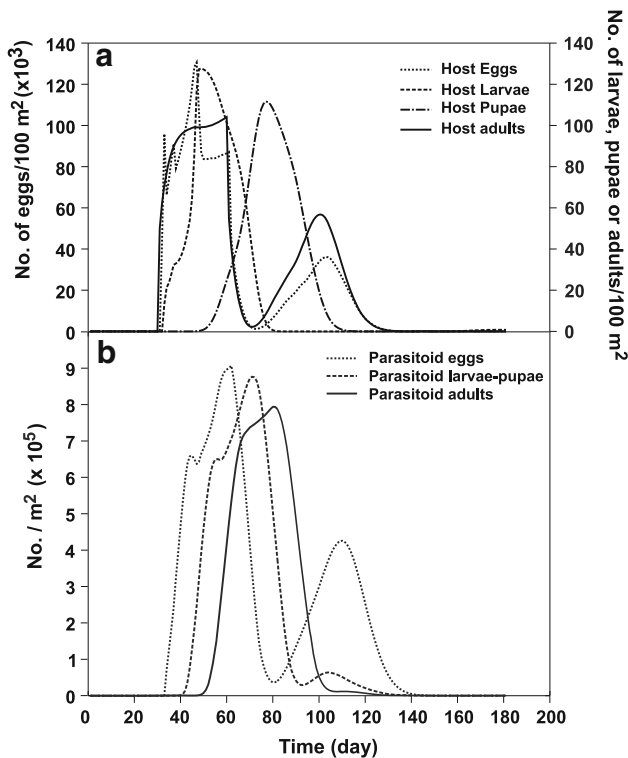 a
No. of eggs/100 m² (x10³)
140
120
100
80
60
40
20
0
Host Eggs
Host Larvae
Host Pupae
Host adults
140
120
100
80
60
40
20
0
No. of larvae, pupae or adults/100 m²
b
No. / m² (x 10⁵)
9
8
7
6
5
4
3
2
1
0
Parasitoid eggs
Parasitoid larvae-pupae
Parasitoid adults
0 20 40 60 80 100 120 140 160 180 200
Time (day)